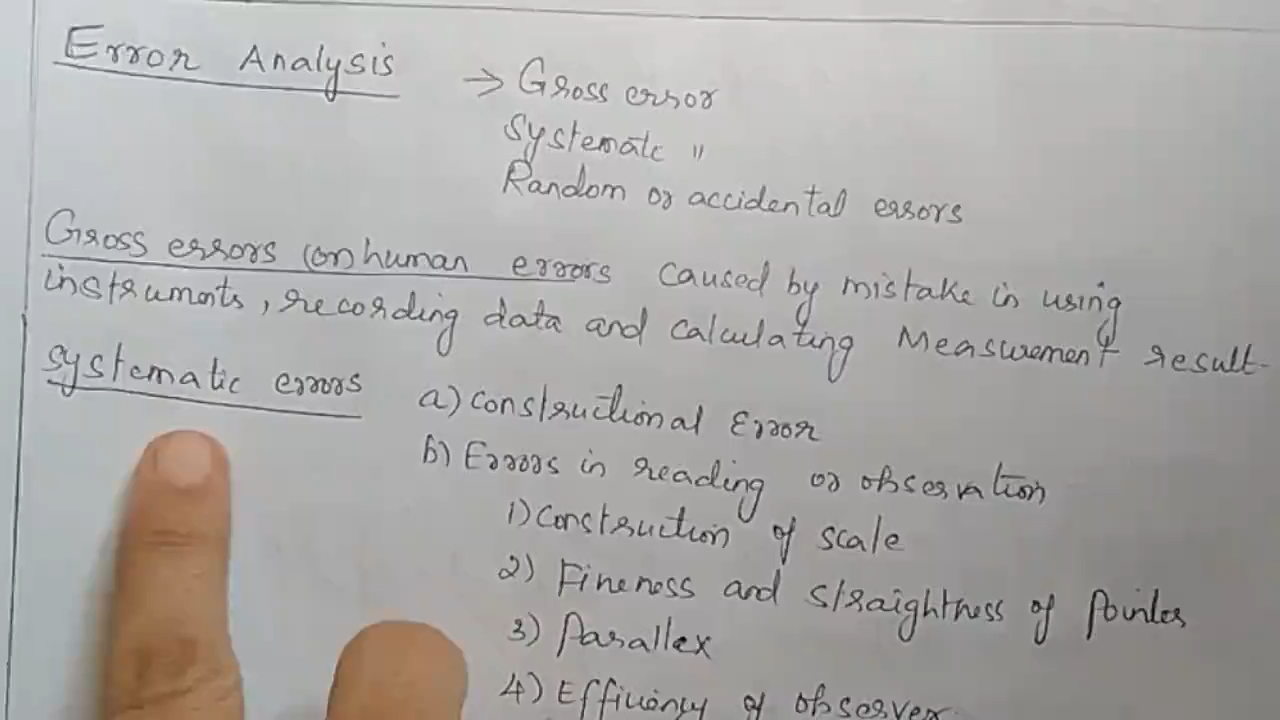 Error Analysis → Gross error
Systematic "
Random or accidental errors
Gross errors (or) human errors caused by mistake in using
instruments, recording data and calculating Measurement result.
systematic errors a) constructional Error
b) Errors in reading or observation
1) construction of scale
2) Fineness and straightness of Pointer
3) Parallex
4) Efficiency of observer.